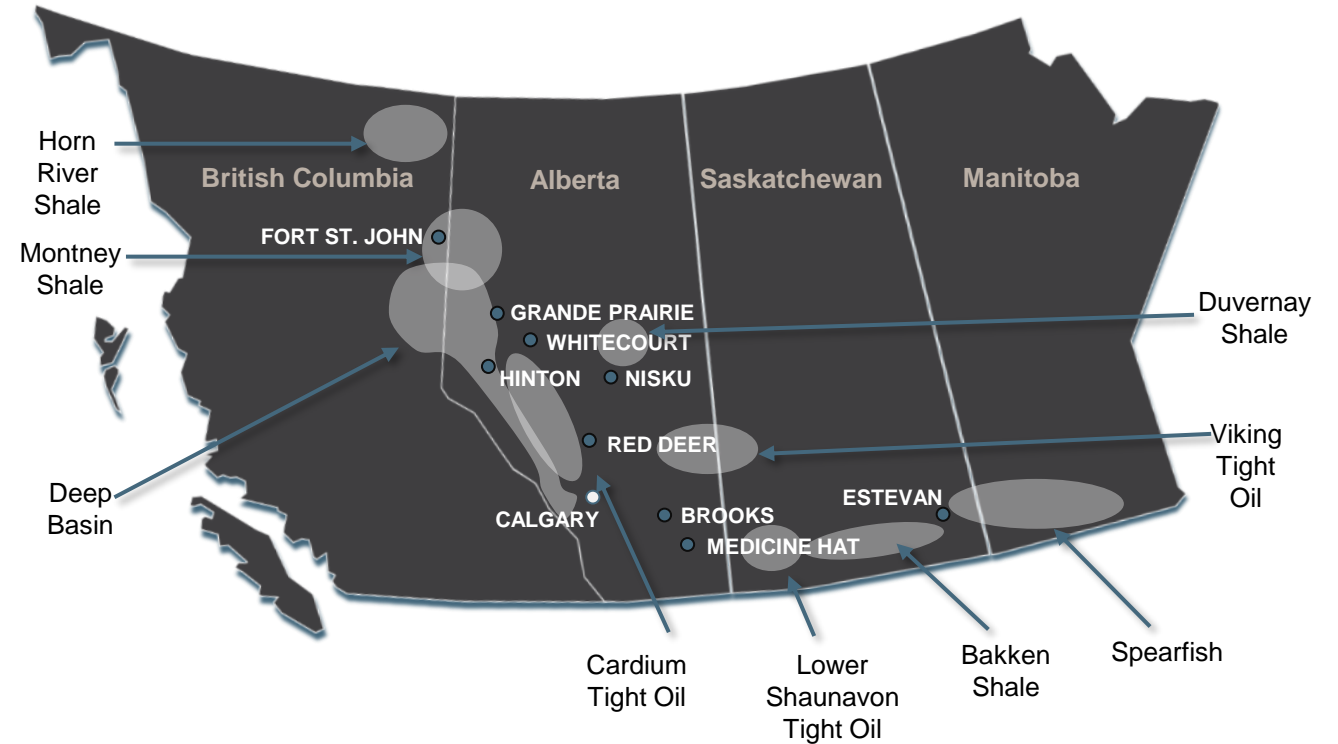 Horn
River
Shale
British Columbia
Alberta
Saskatchewan
Manitoba
FORT ST. JOHN
Montney
Shale
GRANDE PRAIRIE
Duvernay
Shale
WHITECOURT
HINTON
NISKU
RED DEER
Viking
Tight
Oil
Deep
Basin
ESTEVAN
CALGARY
BROOKS
MEDICINE HAT
Cardium
Tight Oil
Lower
Shaunavon
Tight Oil
Bakken
Shale
Spearfish